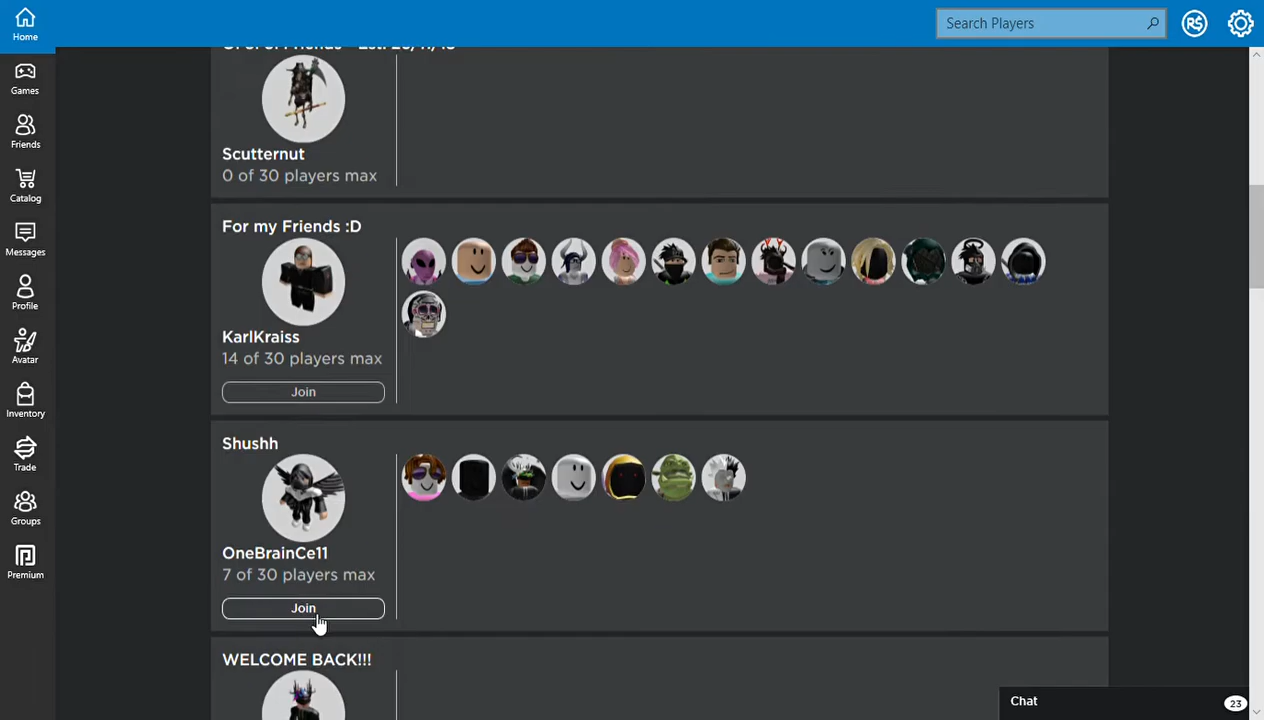 Home
Search Players
R$
Games
Friends
Catalog
Messages
Profile
Avatar
Inventory
Trade
Groups
Premium
Scutternut
0 of 30 players max
For my Friends :D
KarlKraiss
14 of 30 players max
Join
Shushh
OneBrainCe11
7 of 30 players max
Join
WELCOME BACK!!!
Chat
23